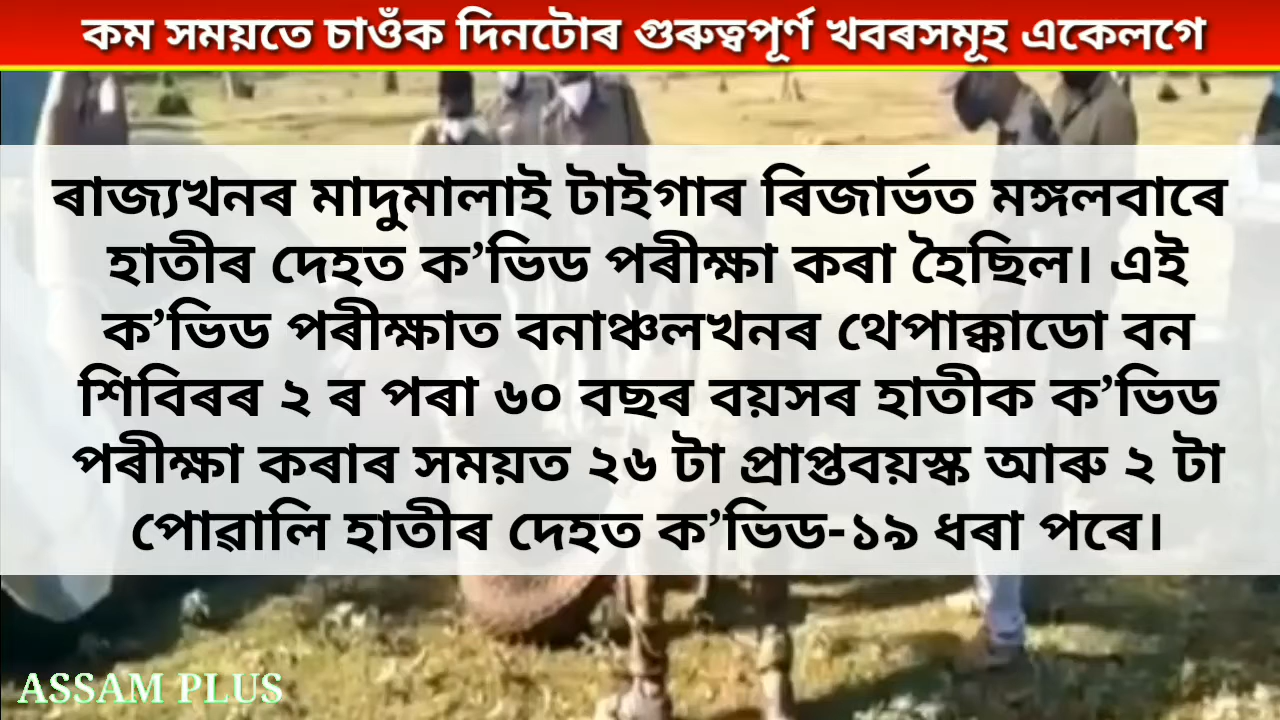 কম সময়তে চাওঁক দিনটোৰ গুৰুত্বপূৰ্ণ খবৰসমূহ একেলগে
ৰাজ্যখনৰ মাদুমালাই টাইগাৰ ৰিজাৰ্ভত মঙ্গলবাৰে
হাতীৰ দেহত ক’ভিড পৰীক্ষা কৰা হৈছিল। এই
ক’ভিড পৰীক্ষাত বনাঞ্চলখনৰ থেপাক্কাডো বন
শিবিৰৰ ২ ৰ পৰা ৬০ বছৰ বয়সৰ হাতীক ক’ভিড
পৰীক্ষা কৰাৰ সময়ত ২৬ টা প্ৰাপ্তবয়স্ক আৰু ২ টা
পোৱালি হাতীৰ দেহত ক’ভিড-১৯ ধৰা পৰে।
ASSAM PLUS